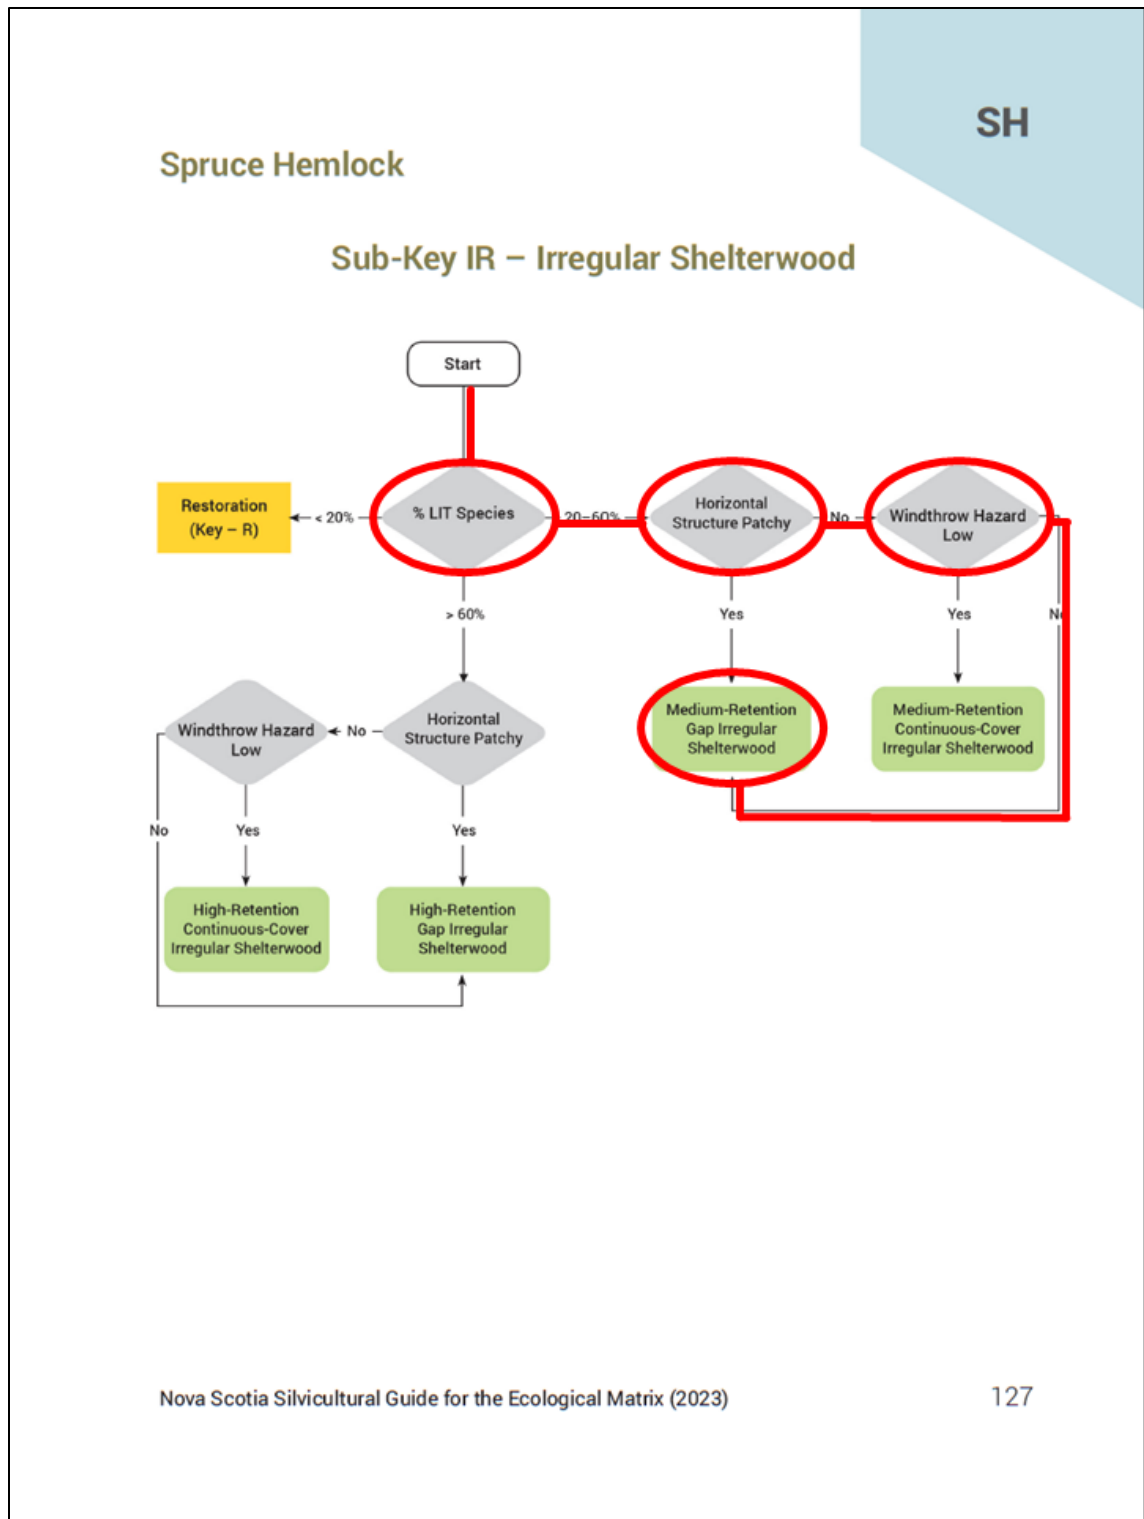 SH
Spruce Hemlock
Sub-Key IR – Irregular Shelterwood
Start
Restoration
(Key – R)
< 20%
% LIT Species
20–60%
Horizontal
Structure Patchy
No
Windthrow Hazard
Low
> 60%
Yes
Yes
No
Windthrow Hazard
Low
No
Horizontal
Structure Patchy
Medium-Retention
Gap Irregular
Shelterwood
Medium-Retention
Continuous-Cover
Irregular Shelterwood
No
Yes
Yes
High-Retention
Continuous-Cover
Irregular Shelterwood
High-Retention
Gap Irregular
Shelterwood
Nova Scotia Silvicultural Guide for the Ecological Matrix (2023)
127